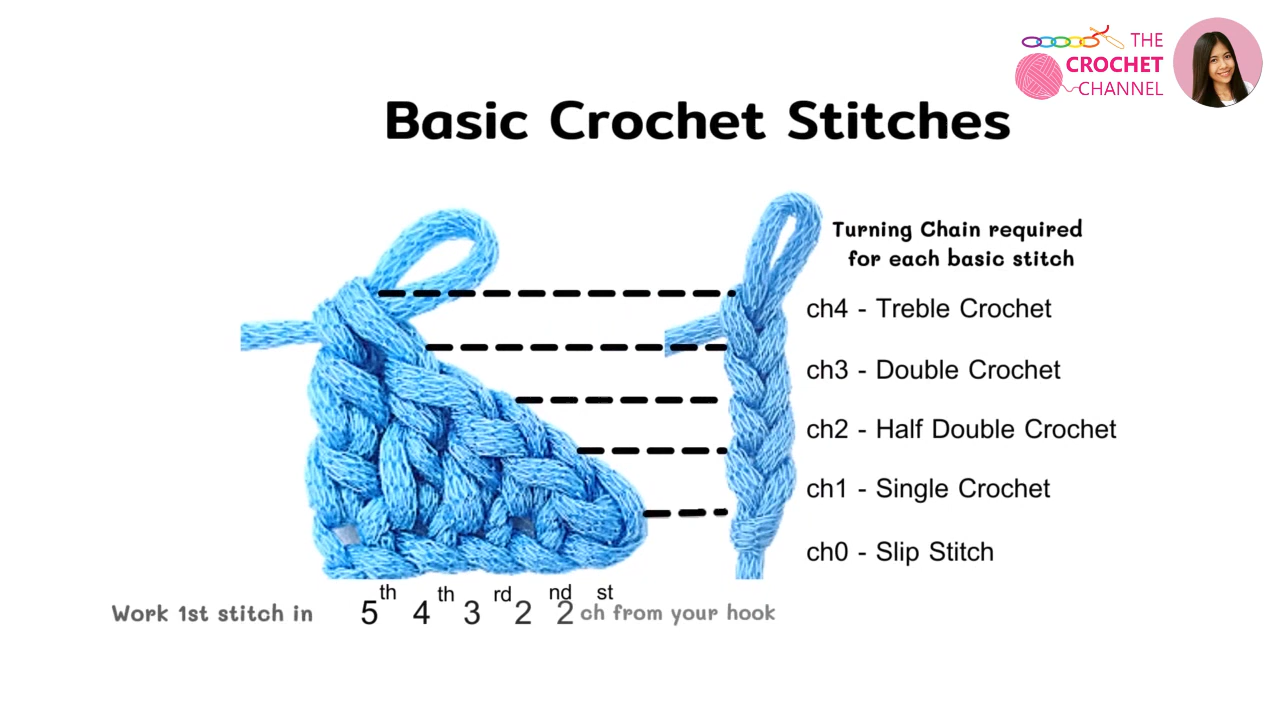 THE
CROCHET
CHANNEL
Basic Crochet Stitches
Turning Chain required
for each basic stitch
ch4 - Treble Crochet
ch3 - Double Crochet
ch2 - Half Double Crochet
ch1 - Single Crochet
ch0 - Slip Stitch
Work 1st stitch in 5th 4th 3rd 2nd 2st ch from your hook